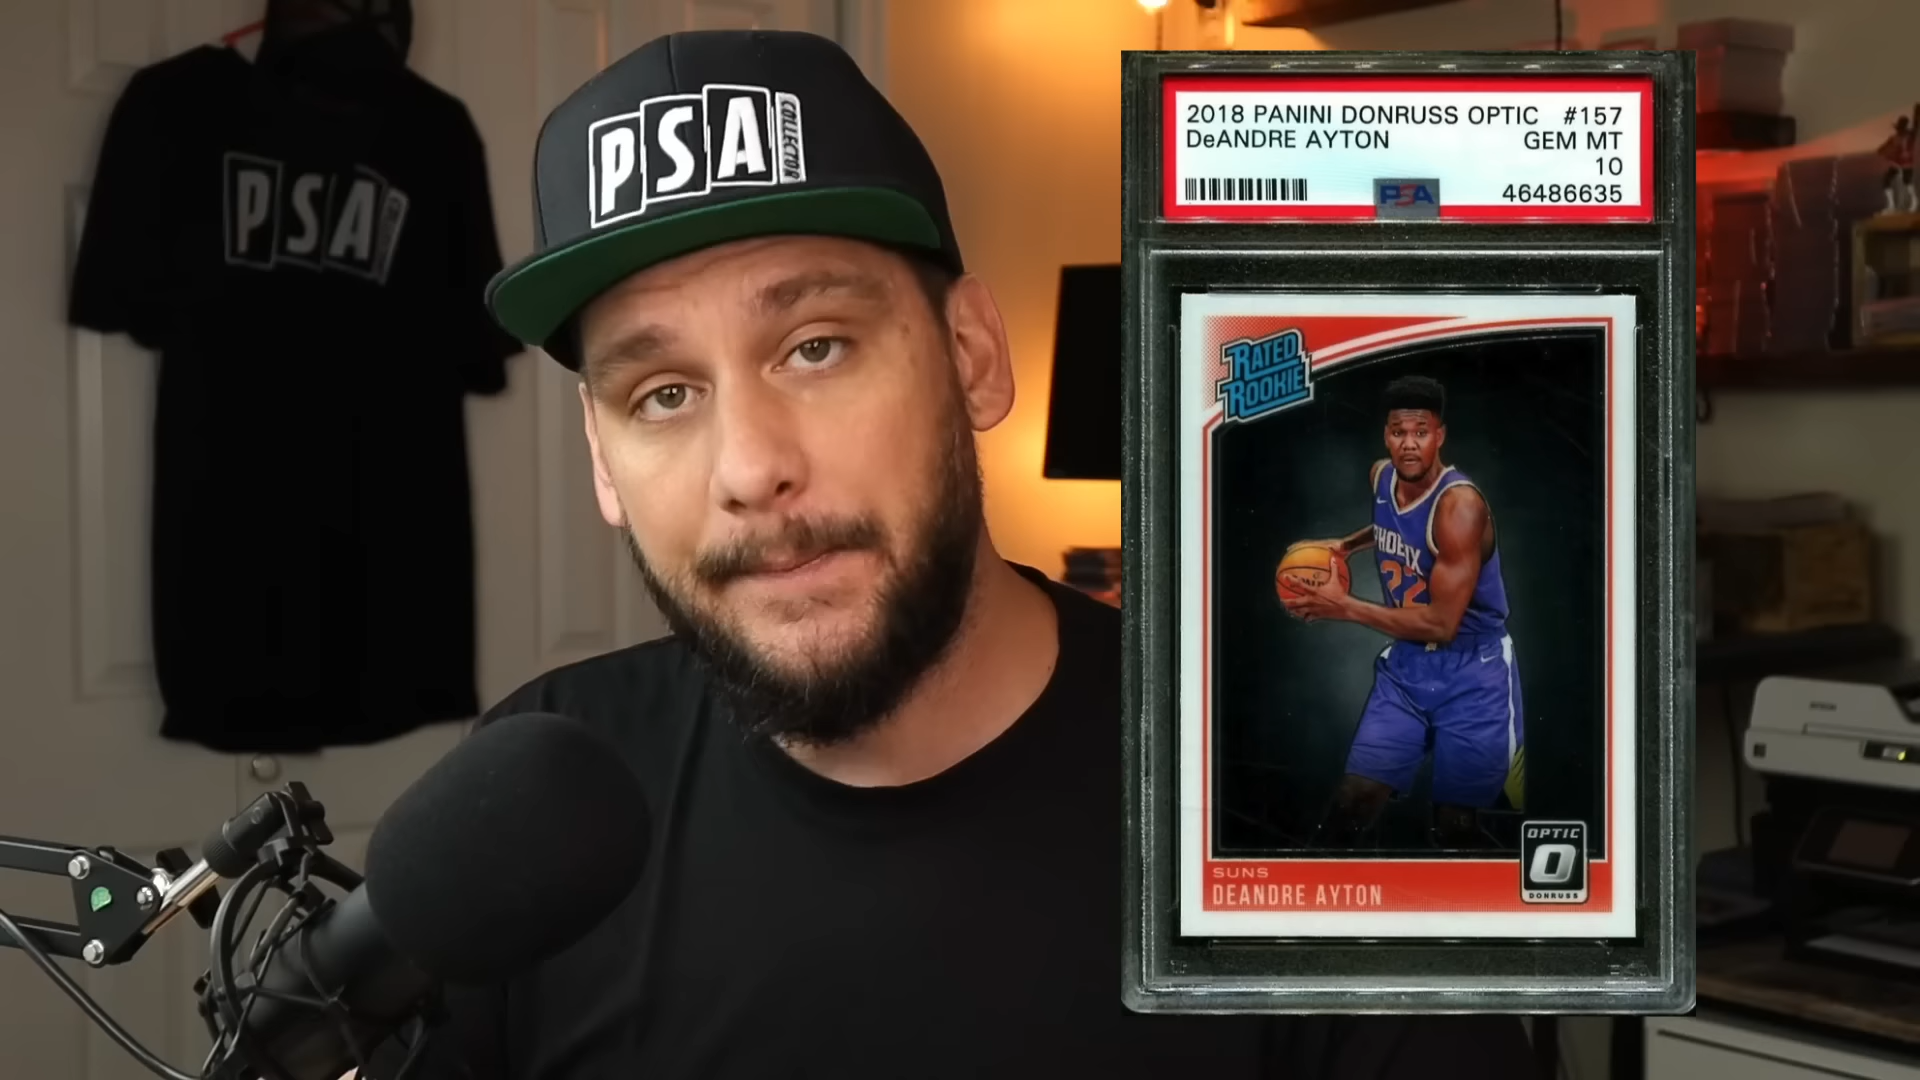 PSA
COLLECTOR
PSA
2018 PANINI DONRUSS OPTIC #157
DeANDRE AYTON GEM MT
10
PSA 46486635
RATED
ROOKIE
PHOENIX
22
OPTIC
O
DONRUSS
SUNS
DEANDRE AYTON
EPSON